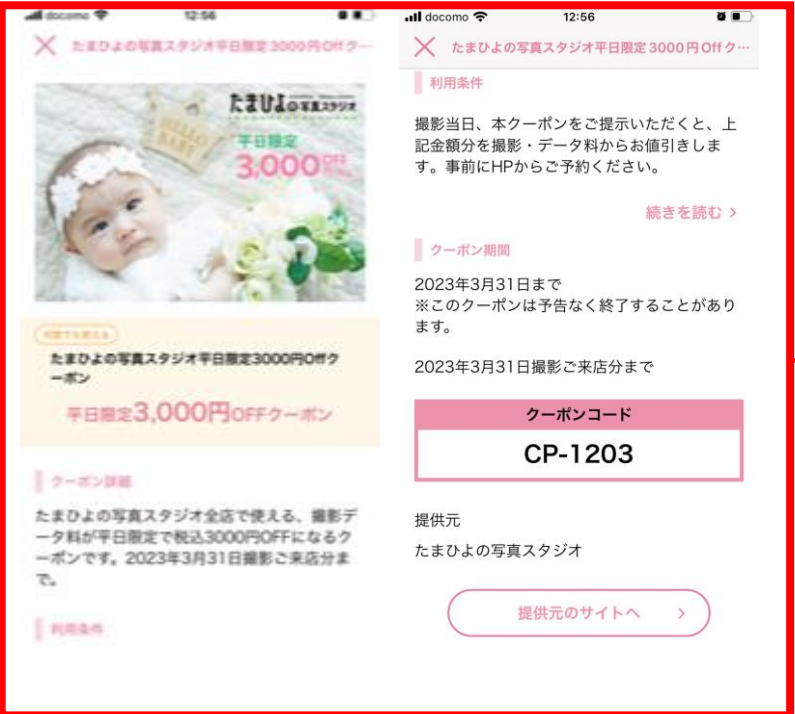 docomo 12:56
たまひよの写真スタジオ平日限定3000円Offクー
たまひよの写真スタジオ
HELLO
BABY
平日限定
3,000円OFF
何度でも使える
たまひよの写真スタジオ平日限定3000円Offク
ーポン
平日限定3,000円OFFクーポン
クーポン詳細
たまひよの写真スタジオ全店で使える、撮影デ
ータ料が平日限定で税込3000円OFFになるク
ーポンです。2023年3月31日撮影ご来店分ま
で。
利用条件
docomo 12:56
たまひよの写真スタジオ平日限定3000円Offク…
利用条件
撮影当日、本クーポンをご提示いただくと、上
記金額分を撮影・データ料からお値引きしま
す。事前にHPからご予約ください。
続きを読む >
クーポン期間
2023年3月31日まで
※このクーポンは予告なく終了することがあり
ます。
2023年3月31日撮影ご来店分まで
クーポンコード
CP-1203
提供元
たまひよの写真スタジオ
提供元のサイトへ >